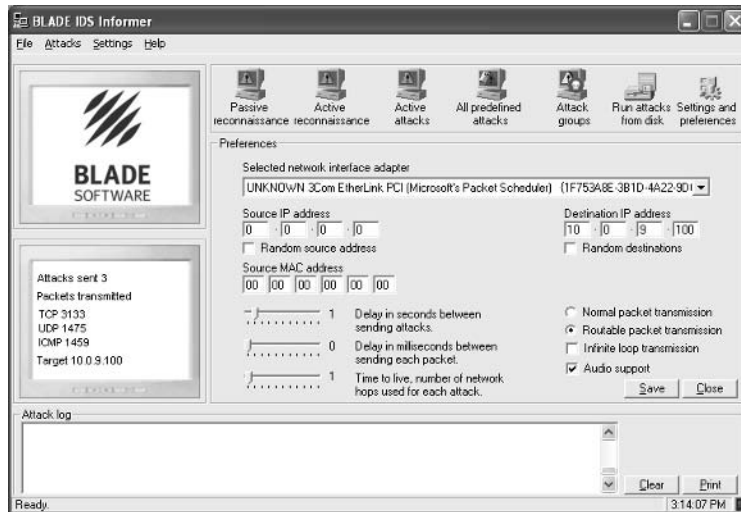 BLADE IDS Informer
File Attacks Settings Help
BLADE
SOFTWARE
Passive reconnaissance
Active reconnaissance
Active attacks
All predefined attacks
Attack groups
Run attacks from disk
Settings and preferences
Preferences
Selected network interface adapter
UNKNOWN 3Com EtherLink PCI (Microsoft's Packet Scheduler) (1F753A8E-3B1D-4A22-9D
Source IP address
0 . 0 . 0 . 0
Random source address
Destination IP address
10 . 0 . 9 . 100
Random destinations
Source MAC address
00 00 00 00 00 00
1 Delay in seconds between
sending attacks.
0 Delay in milliseconds between
sending each packet.
1 Time to live, number of network
hops used for each attack.
Normal packet transmission
Routable packet transmission
Infinite loop transmission
Audio support
Save Close
Attacks sent 3
Packets transmitted
TCP 3133
UDP 1475
ICMP 1459
Target 10.0.9.100
Attack log
Clear Print
Ready. 3:14:07 PM